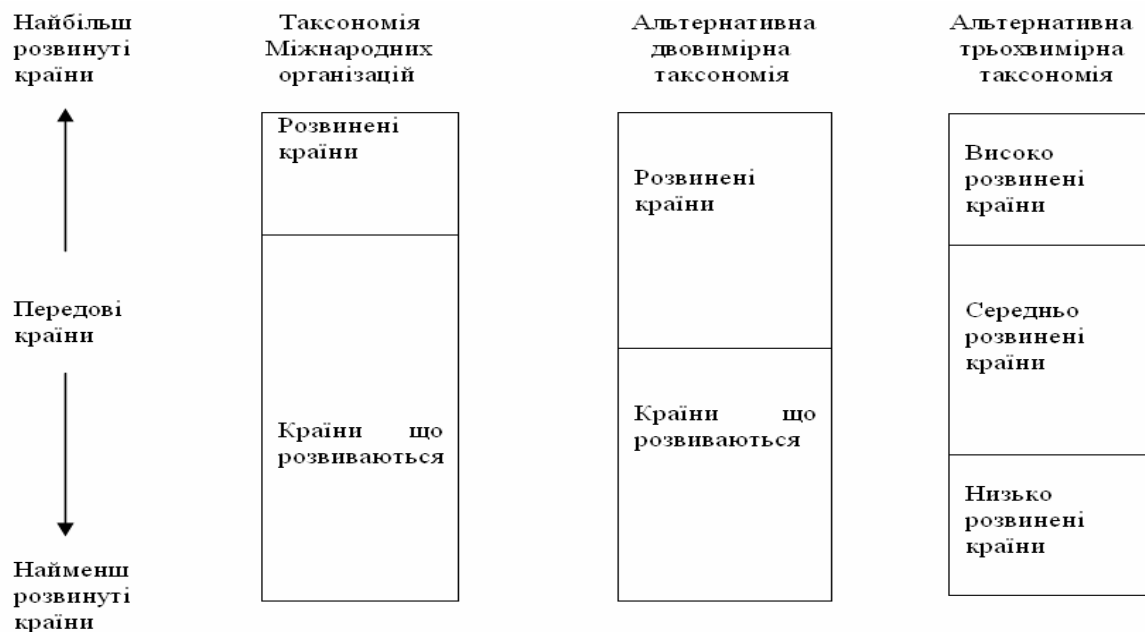 Найбільш
розвинуті
країни
Таксономія
Міжнародних
організацій
Альтернативна
двовимірна
таксономія
Альтернативна
трьохвимірна
таксономія
Розвинені
країни
Розвинені
країни
Високо
розвинені
країни
Передові
країни
Середньо
розвинені
країни
Країни що
розвиваються
Країни що
розвиваються
Низько
розвинені
країни
Найменш
розвинуті
країни